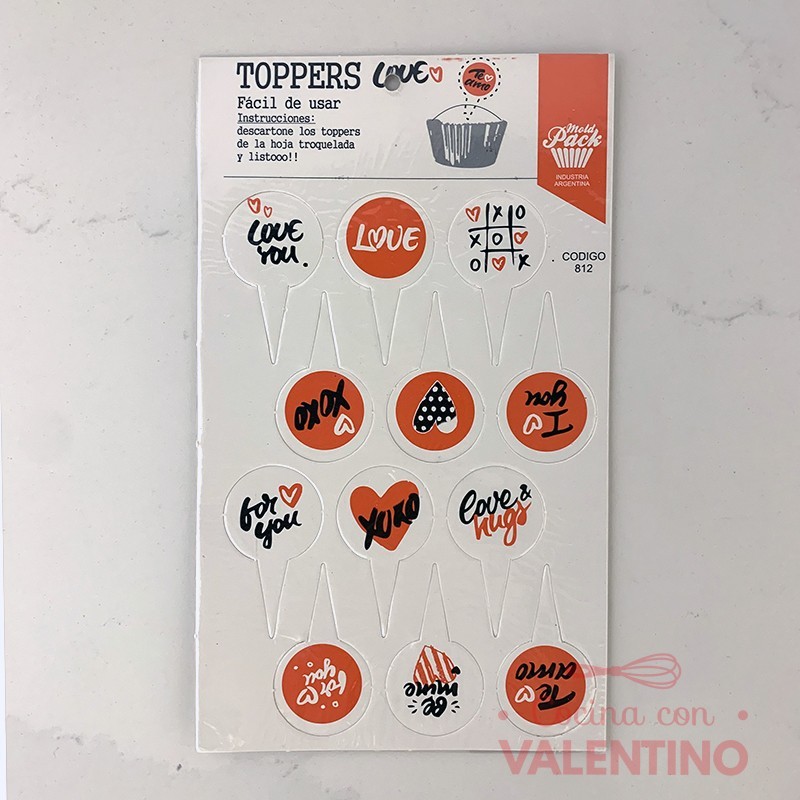 TOPPERS LOVE
Te amo
Fácil de usar
Instrucciones:
descartone los toppers
de la hoja troquelada
y listooo!!
Mold
Pack
INDUSTRIA
ARGENTINA
CODIGO
812
LOVE
YOU.
LOVE
X O
X O
O X
XOXO
I
you
for
you
XOXO
love &
hugs
for
you
Be
mine
Te
amo
Cocina con
VALENTINO